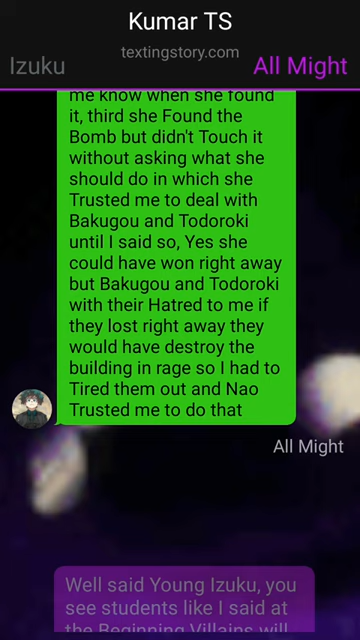 Kumar TS
textingstory.com
Izuku
All Might
me know when she found
it, third she Found the
Bomb but didn't Touch it
without asking what she
should do in which she
Trusted me to deal with
Bakugou and Todoroki
until I said so, Yes she
could have won right away
but Bakugou and Todoroki
with their Hatred to me if
they lost right away they
would have destroy the
building in rage so I had to
Tired them out and Nao
Trusted me to do that
All Might
Well said Young Izuku, you
see students like I said at
the Beginning Villains will